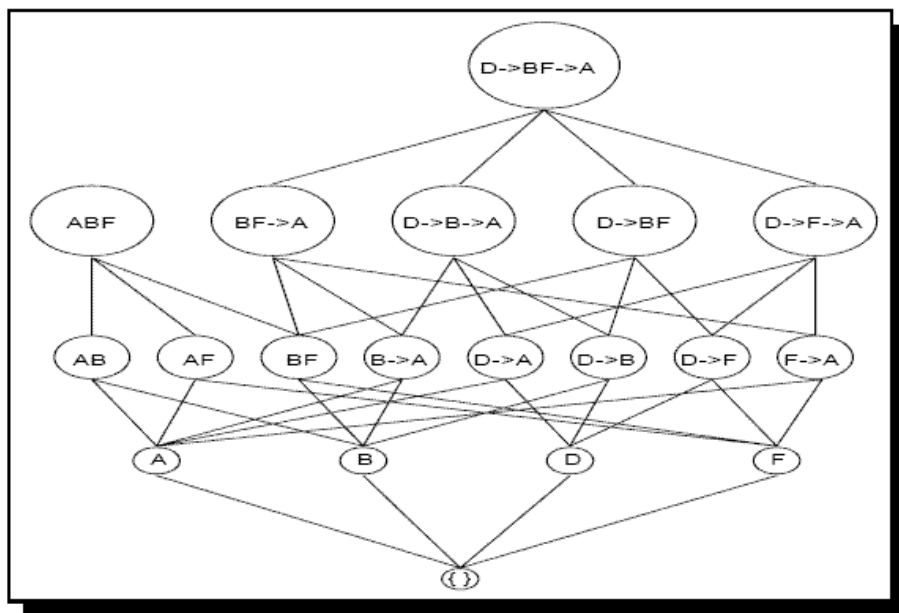 D->BF->A
ABF BF->A D->B->A D->BF D->F->A
AB AF BF B->A D->A D->B D->F F->A
A B D F
{ }